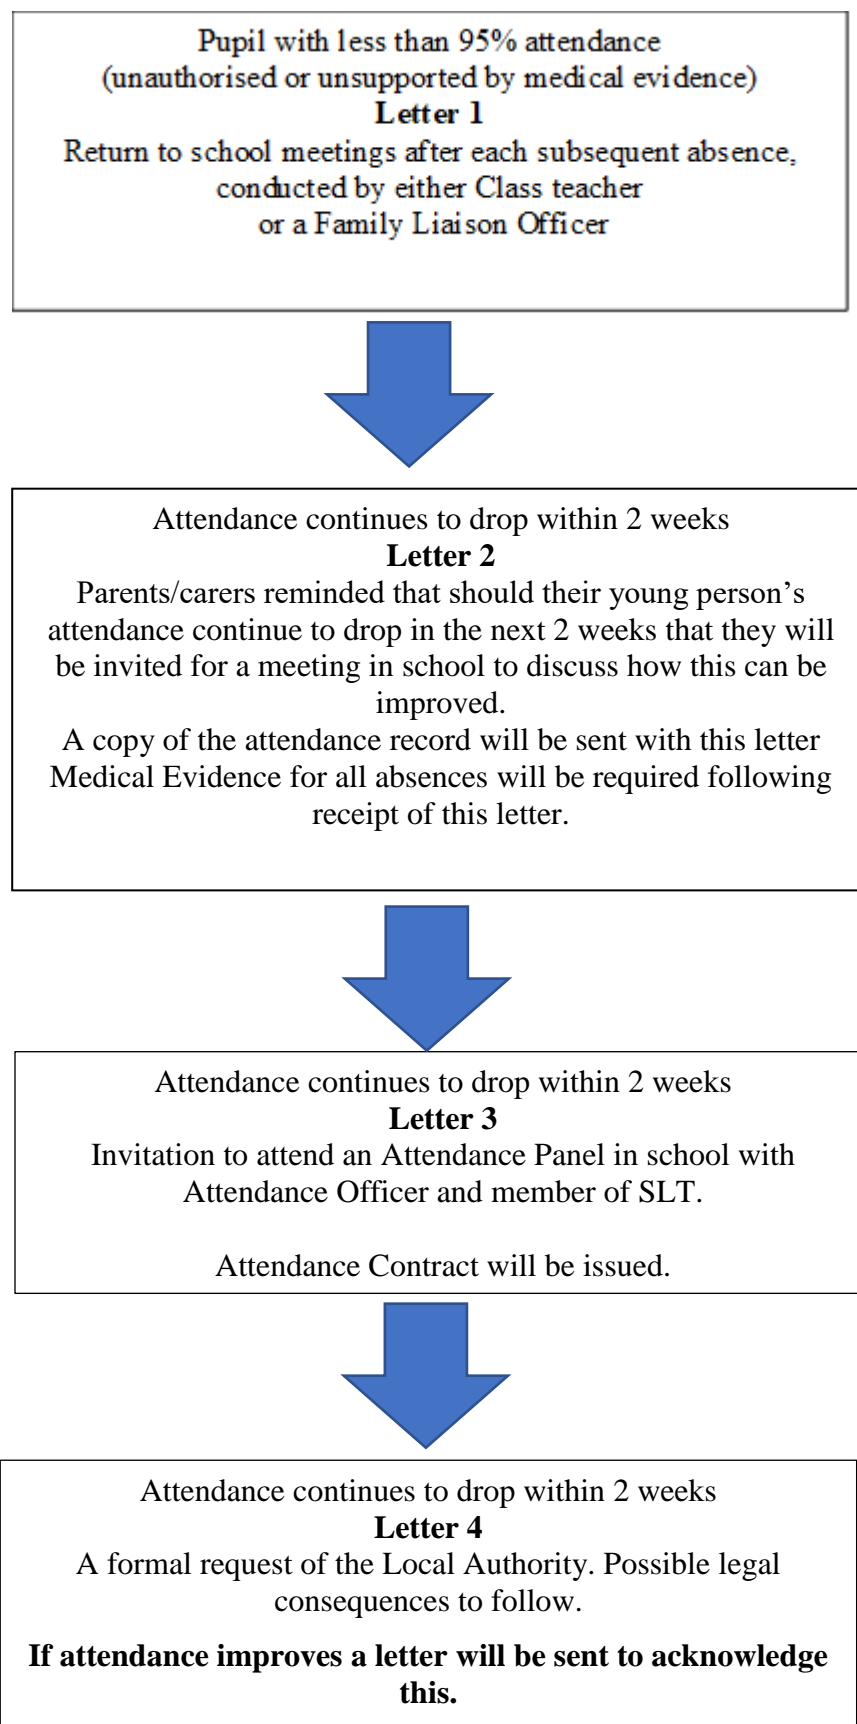 Pupil with less than 95% attendance
(unauthorised or unsupported by medical evidence)
Letter 1
Return to school meetings after each subsequent absence,
conducted by either Class teacher
or a Family Liaison Officer
Attendance continues to drop within 2 weeks
Letter 2
Parents/carers reminded that should their young person’s
attendance continue to drop in the next 2 weeks that they will
be invited for a meeting in school to discuss how this can be
improved.
A copy of the attendance record will be sent with this letter
Medical Evidence for all absences will be required following
receipt of this letter.
Attendance continues to drop within 2 weeks
Letter 3
Invitation to attend an Attendance Panel in school with
Attendance Officer and member of SLT.
Attendance Contract will be issued.
Attendance continues to drop within 2 weeks
Letter 4
A formal request of the Local Authority. Possible legal
consequences to follow.
If attendance improves a letter will be sent to acknowledge
this.